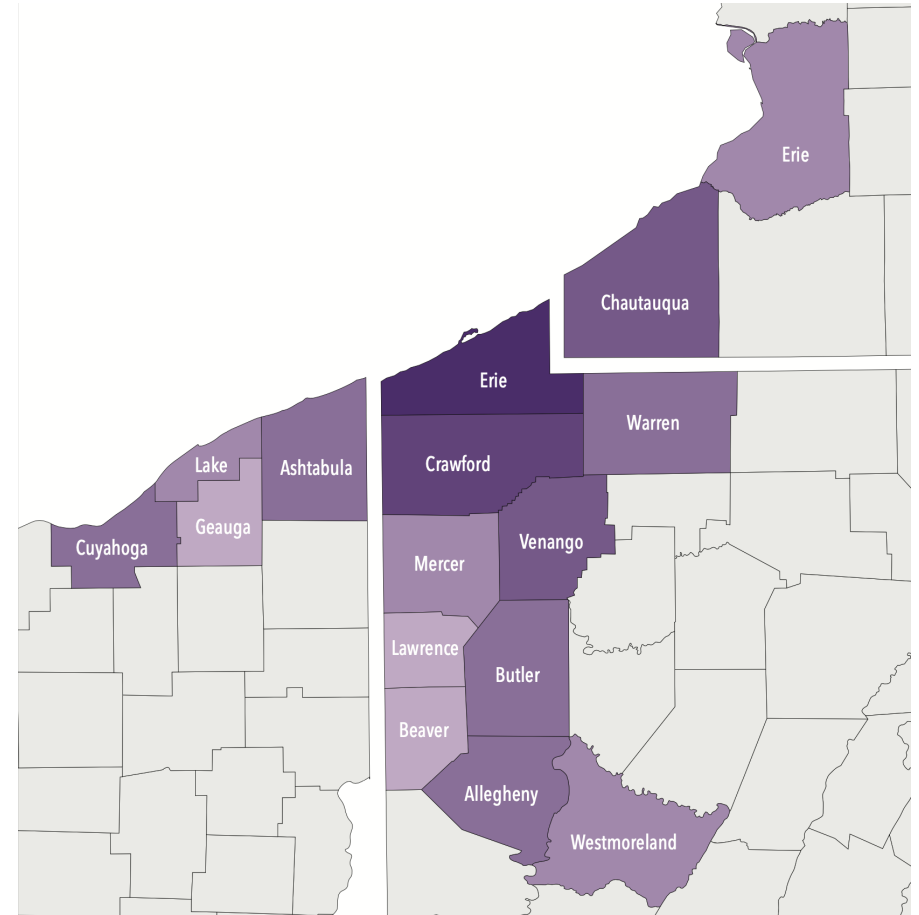 Erie
Chautauqua
Erie
Warren
Crawford
Lake
Ashtabula
Geauga
Cuyahoga
Venango
Mercer
Lawrence
Butler
Beaver
Allegheny
Westmoreland